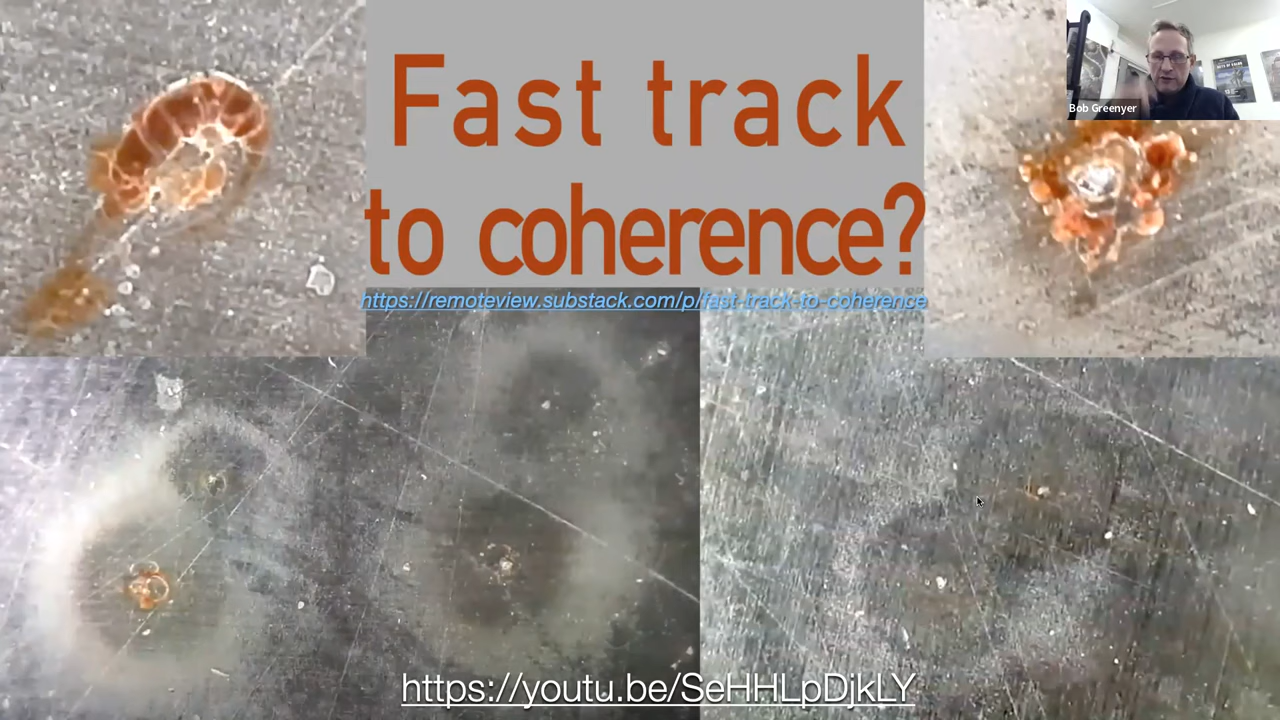 Fast track
to coherence?
https://remoteview.substack.com/p/fast-track-to-coherence
Bob Greenyer
https://youtu.be/SeHHLpDjkLY